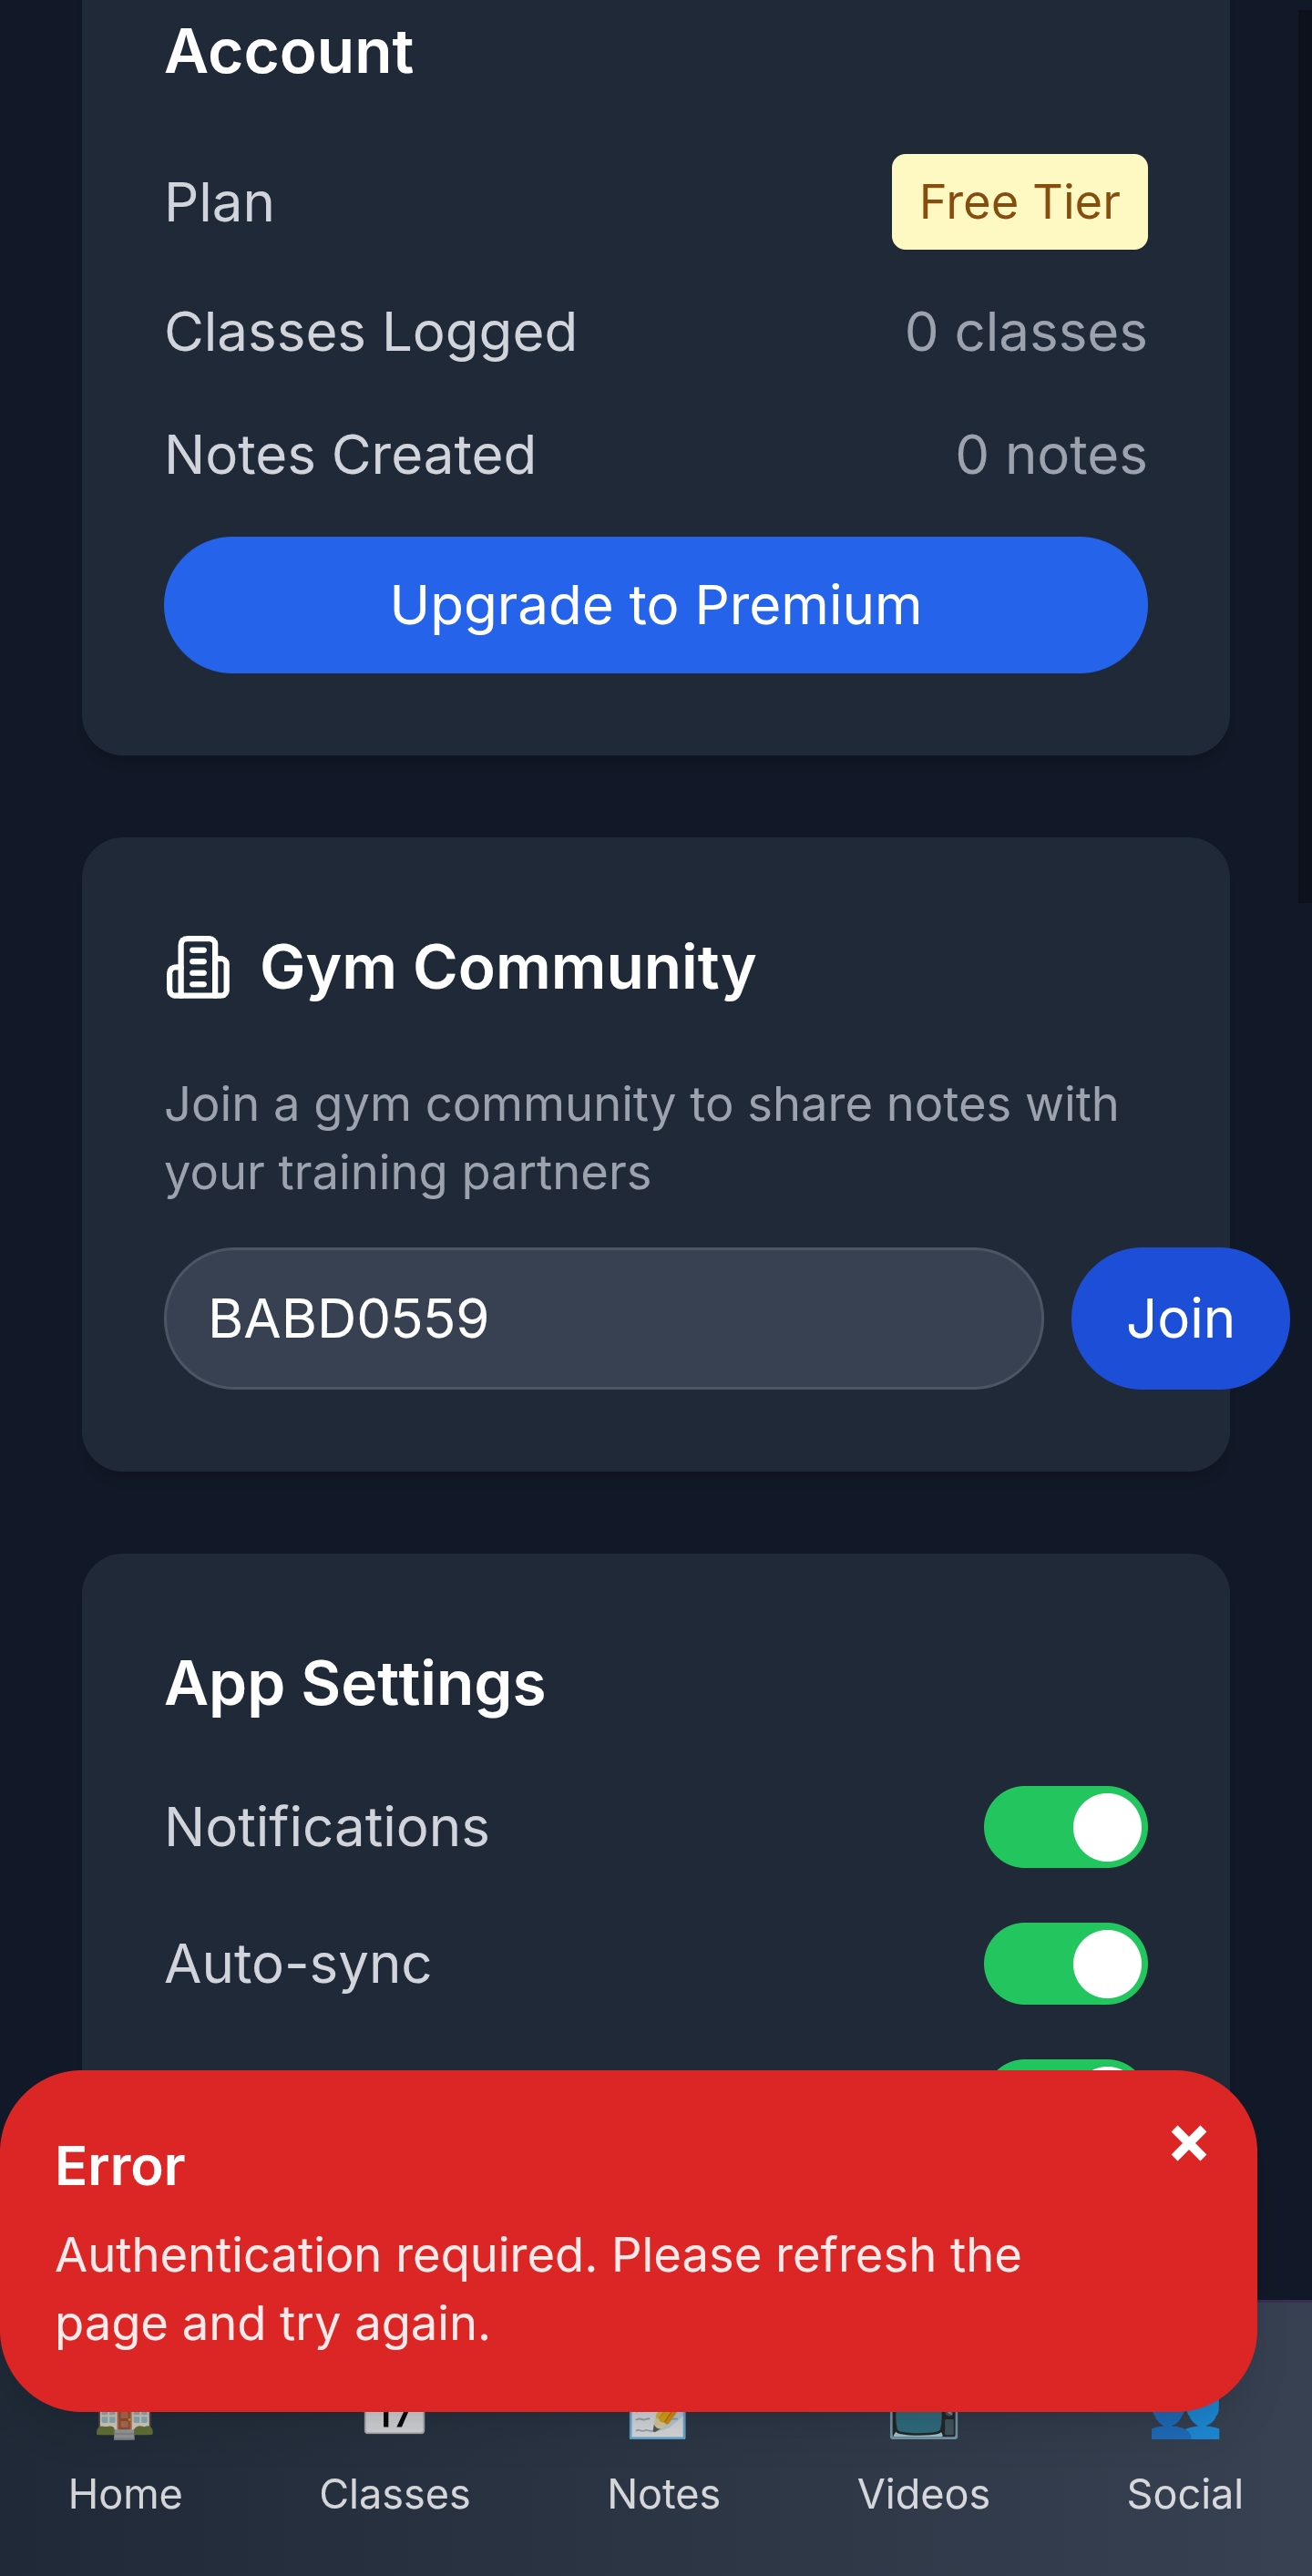 Account
Plan
Free Tier
Classes Logged
0 classes
Notes Created
0 notes
Upgrade to Premium
Gym Community
Join a gym community to share notes with
your training partners
BABD0559
Join
App Settings
Notifications
Auto-sync
Error
Authentication required. Please refresh the
page and try again.
17
Home
Classes
Notes
Videos
Social